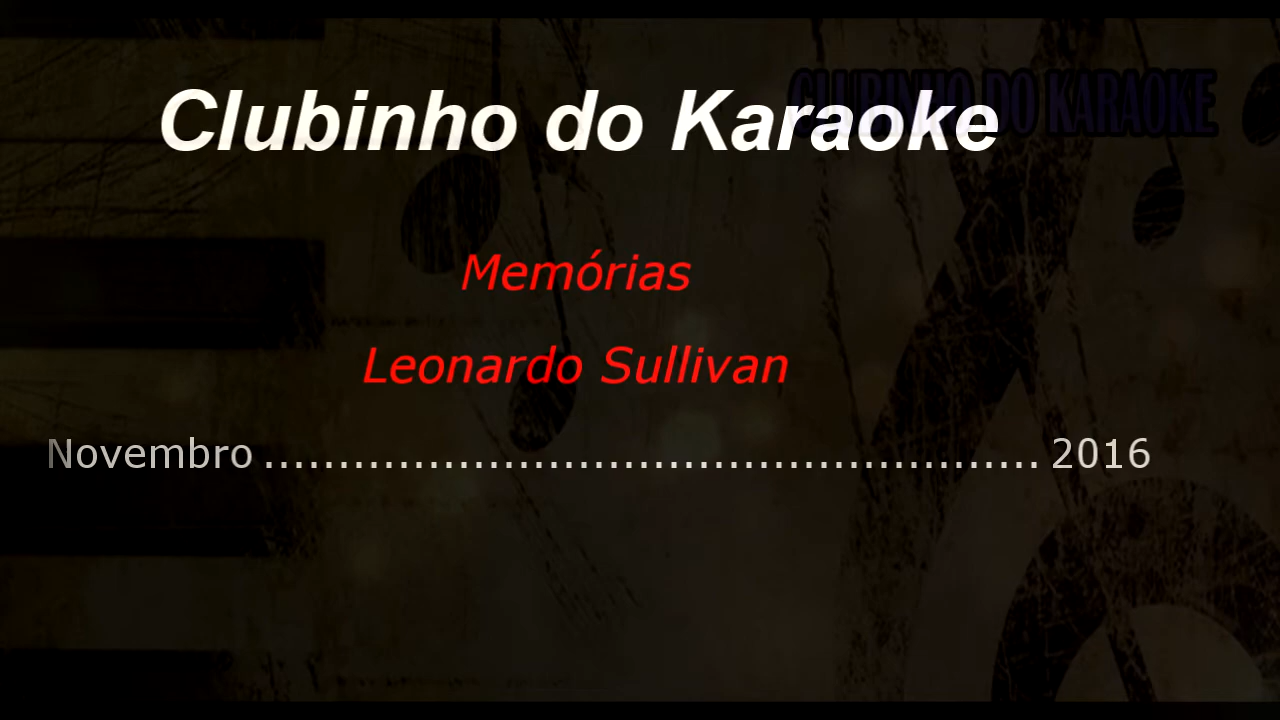 Clubinho do Karaoke
CLUBINHO DO KARAOKE
Memórias
Leonardo Sullivan
Novembro .................................................... 2016